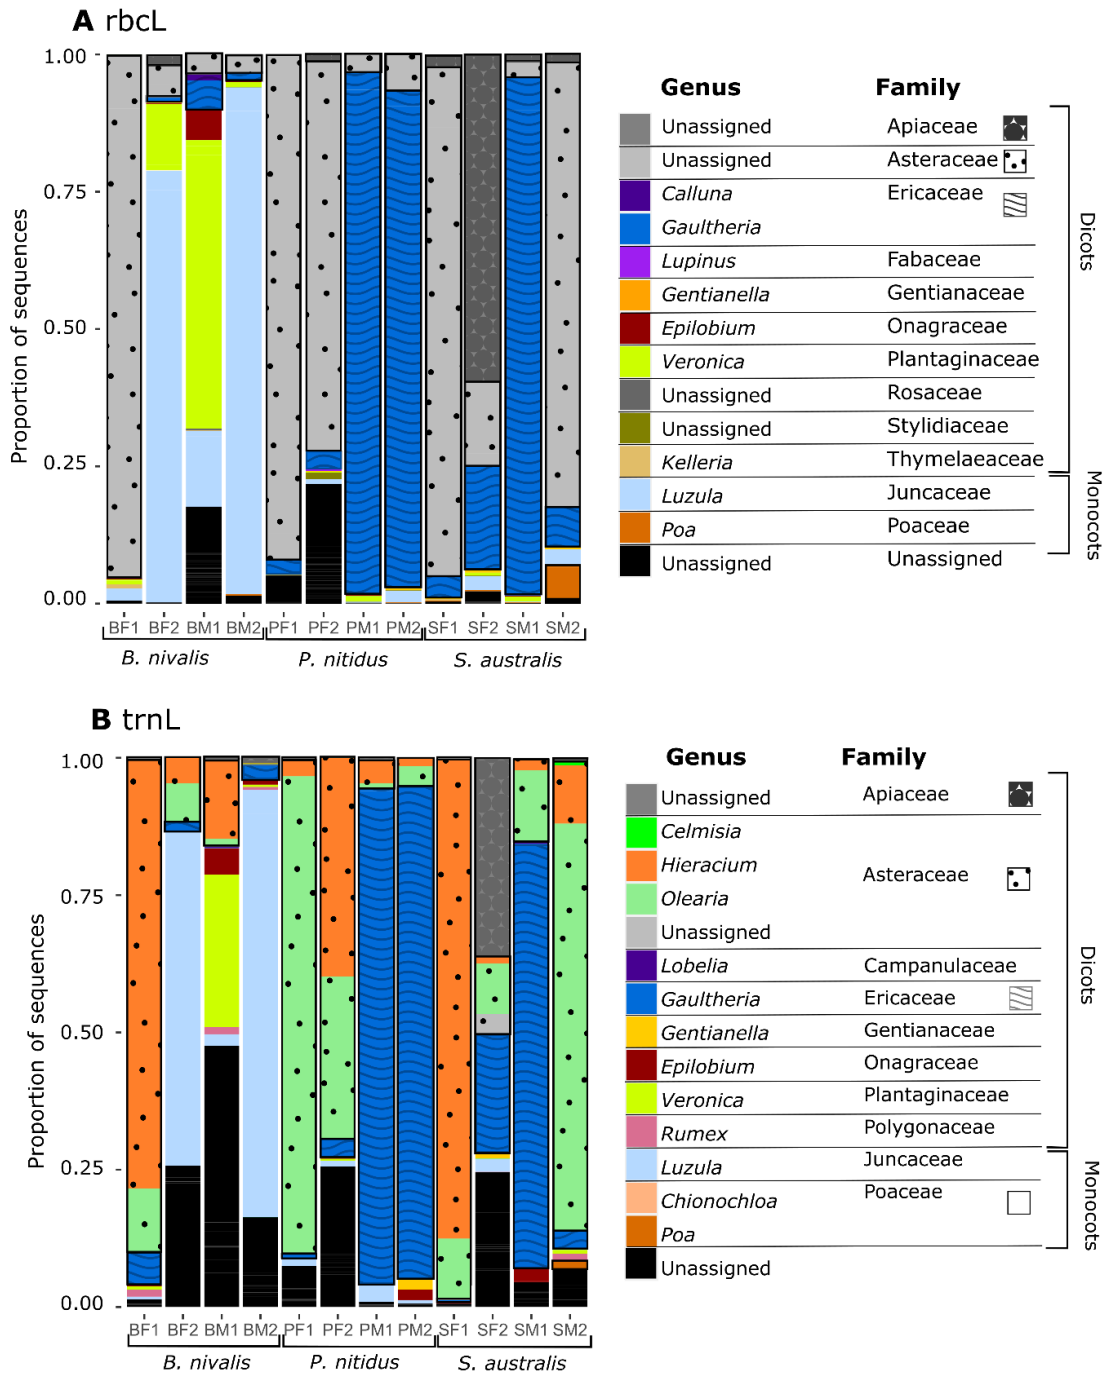 A rbcL
Proportion of sequences
1.00
0.75
0.50
0.25
0.00
BF1 BF2 BM1 BM2 PF1 PF2 PM1 PM2 SF1 SF2 SM1 SM2
B. nivalis P. nitidus S. australis
Genus Family
Unassigned Apiaceae
Unassigned Asteraceae
Calluna Ericaceae
Gaultheria
Lupinus Fabaceae
Gentianella Gentianaceae
Epilobium Onagraceae
Veronica Plantaginaceae
Unassigned Rosaceae
Unassigned Stylidiaceae
Kelleria Thymelaeaceae
Luzula Juncaceae
Poa Poaceae
Unassigned Unassigned
Dicots
Monocots
B trnL
Proportion of sequences
1.00
0.75
0.50
0.25
0.00
BF1 BF2 BM1 BM2 PF1 PF2 PM1 PM2 SF1 SF2 SM1 SM2
B. nivalis P. nitidus S. australis
Genus Family
Unassigned Apiaceae
Celmisia
Hieracium Asteraceae
Olearia
Unassigned
Lobelia Campanulaceae
Gaultheria Ericaceae
Gentianella Gentianaceae
Epilobium Onagraceae
Veronica Plantaginaceae
Rumex Polygonaceae
Luzula Juncaceae
Chionochloa Poaceae
Poa
Unassigned
Dicots
Monocots